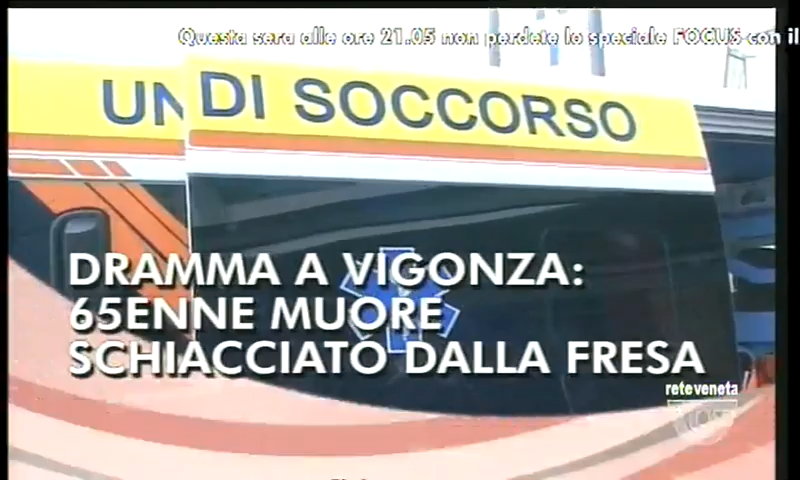 Questa sera alle ore 21.05 non perdete lo speciale FOCUS con il
UN DI SOCCORSO
DRAMMA A VIGONZA:
65ENNE MUORE
SCHIACCIATO DALLA FRESA
reteveneta